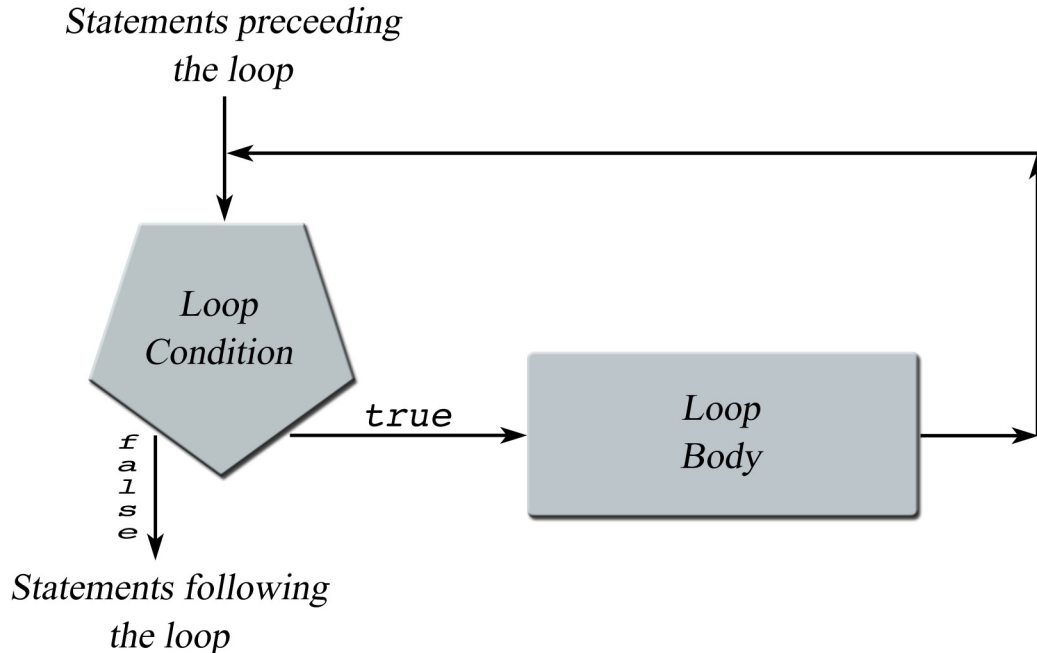 Statements preceeding
the loop
Loop
Condition
true
Loop
Body
false
Statements following
the loop